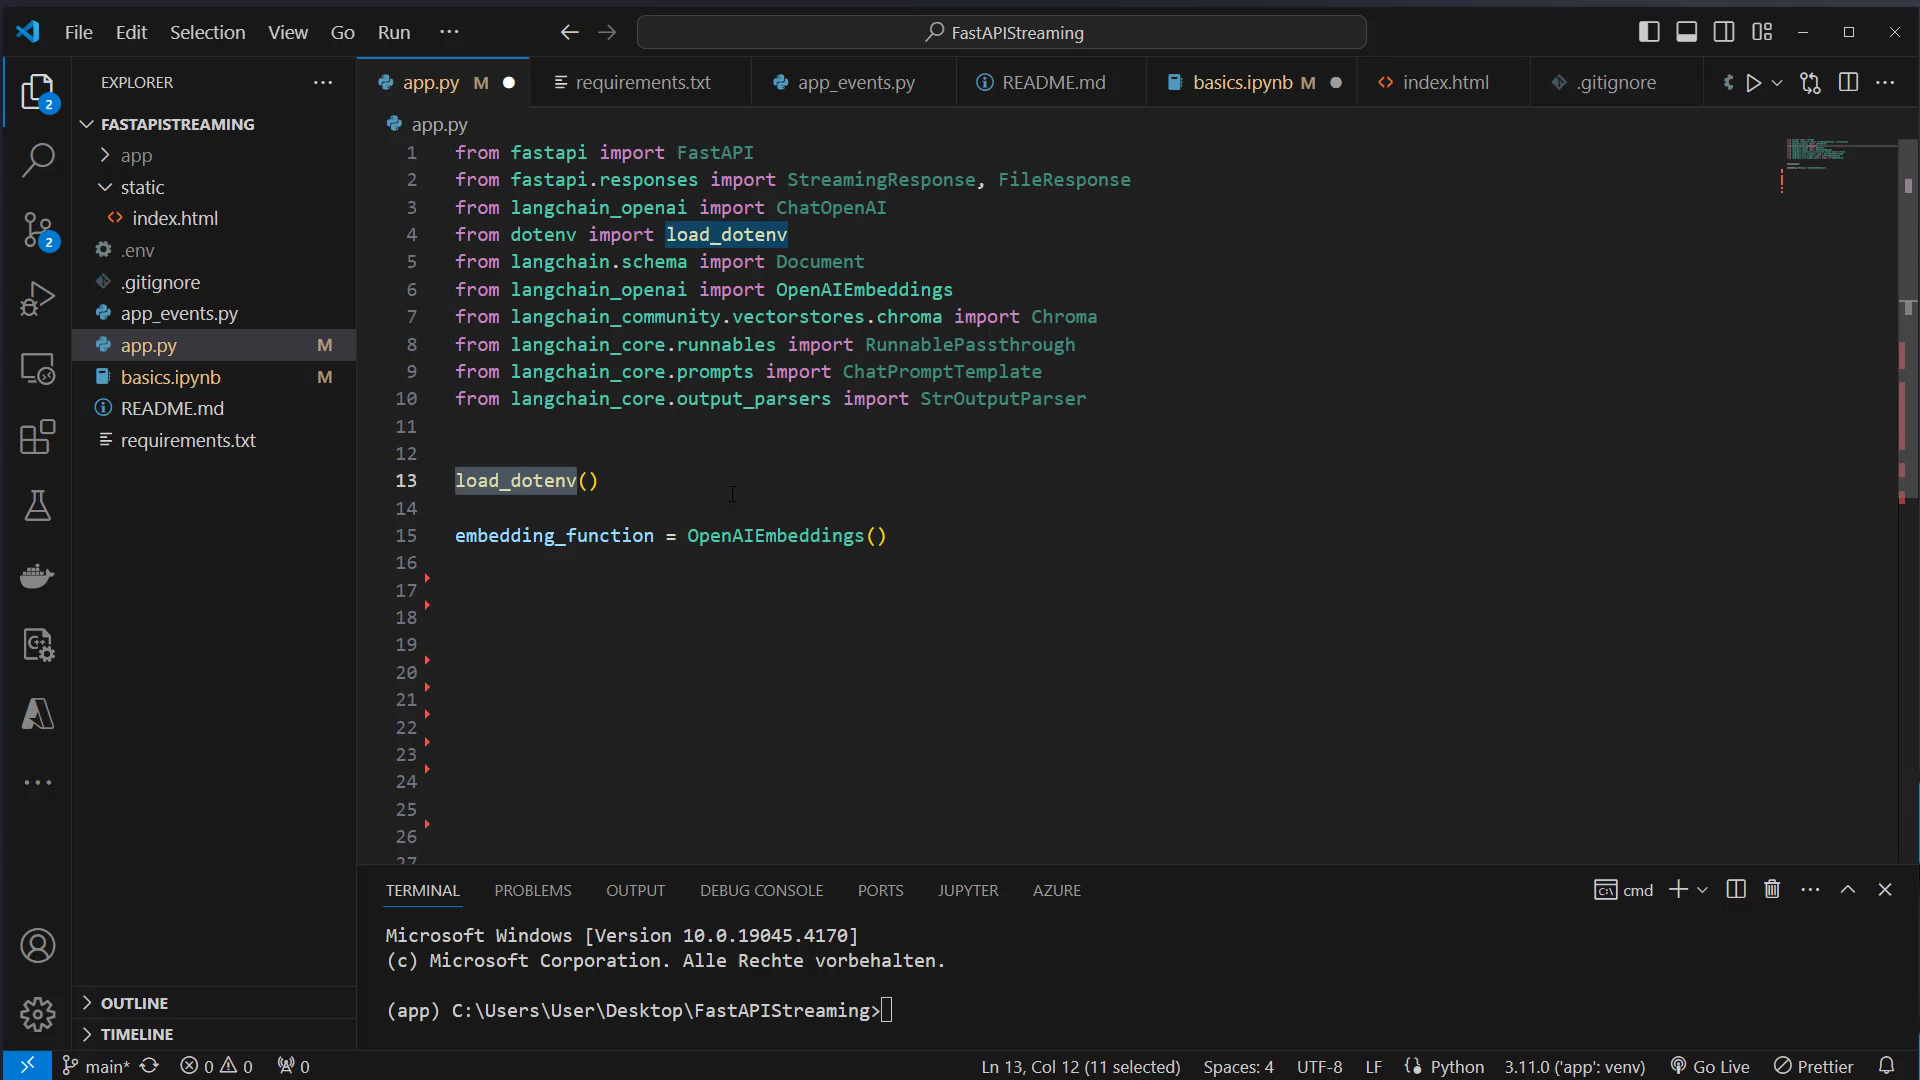 File Edit Selection View Go Run ··· FastAPIStreaming
EXPLORER ···
app.py M requirements.txt app_events.py README.md basics.ipynb M index.html .gitignore
FASTAPISTREAMING
app
static
index.html
.env
.gitignore
app_events.py
app.py M
basics.ipynb M
README.md
requirements.txt
OUTLINE
TIMELINE
2
2
app.py
1 from fastapi import FastAPI
2 from fastapi.responses import StreamingResponse, FileResponse
3 from langchain_openai import ChatOpenAI
4 from dotenv import load_dotenv
5 from langchain.schema import Document
6 from langchain_openai import OpenAIEmbeddings
7 from langchain_community.vectorstores.chroma import Chroma
8 from langchain_core.runnables import RunnablePassthrough
9 from langchain_core.prompts import ChatPromptTemplate
10 from langchain_core.output_parsers import StrOutputParser
11
12
13 load_dotenv()
14
15 embedding_function = OpenAIEmbeddings()
16
17
18
19
20
21
22
23
24
25
26
27
TERMINAL PROBLEMS OUTPUT DEBUG CONSOLE PORTS JUPYTER AZURE cmd
Microsoft Windows [Version 10.0.19045.4170]
(c) Microsoft Corporation. Alle Rechte vorbehalten.
(app) C:\Users\User\Desktop\FastAPIStreaming>
main* 0 0 0 Ln 13, Col 12 (11 selected) Spaces: 4 UTF-8 LF Python 3.11.0 ('app': venv) Go Live Prettier